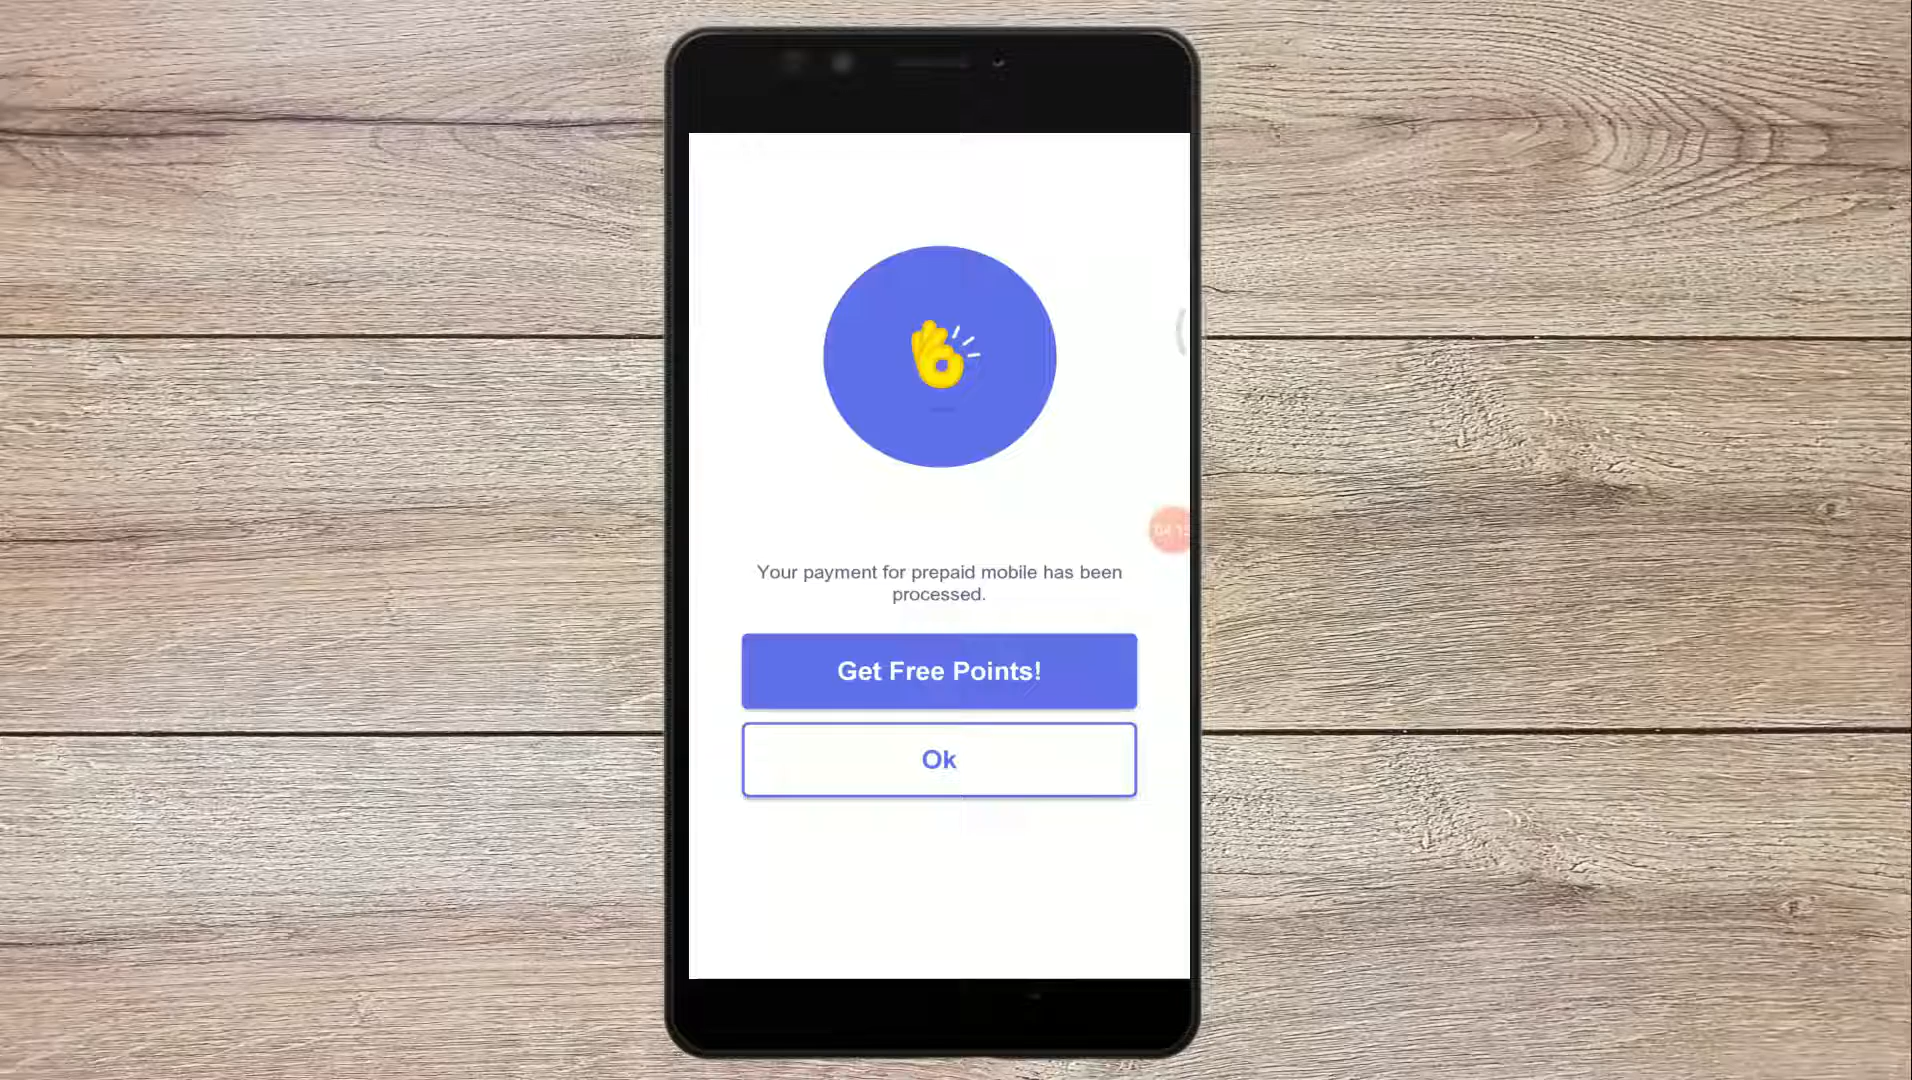 Your payment for prepaid mobile has been
processed.
Get Free Points!
Ok